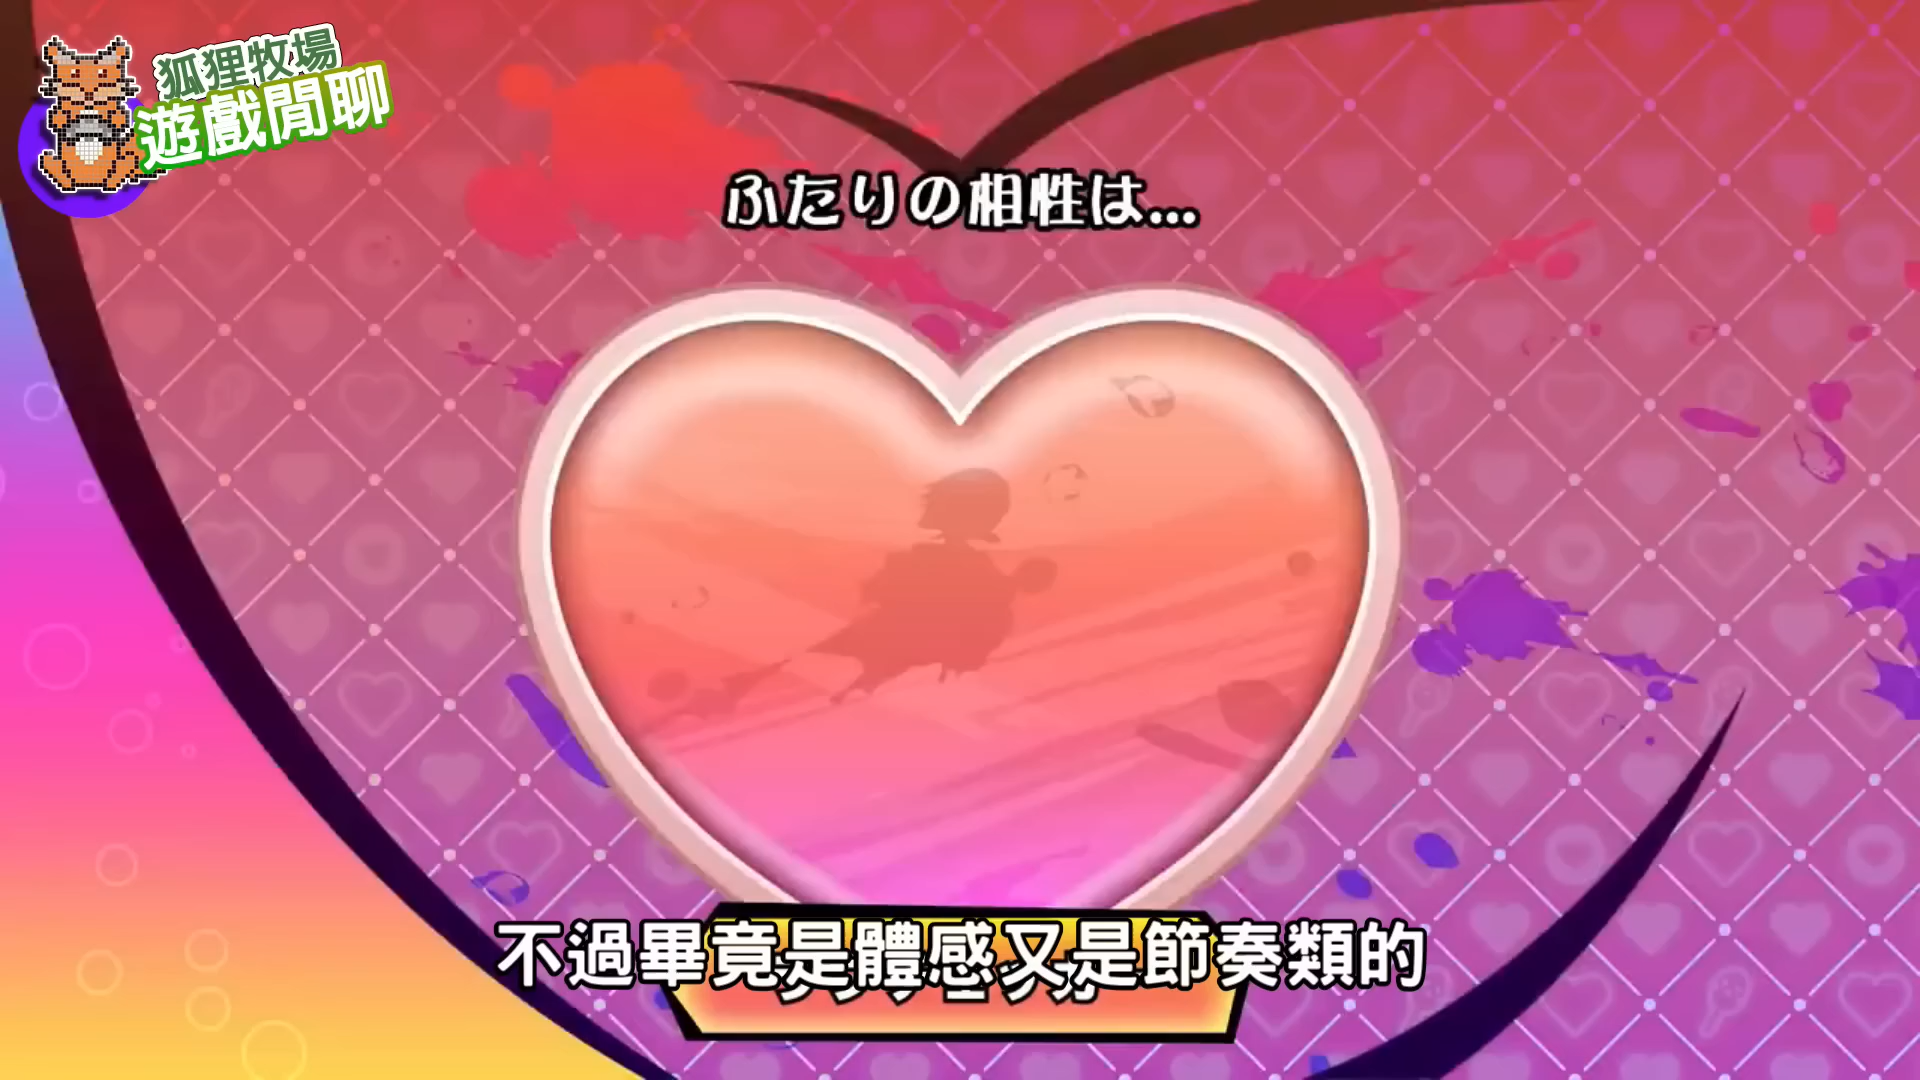 狐狸牧場
遊戲閒聊
ふたりの相性は...
不過畢竟是體感又是節奏類的